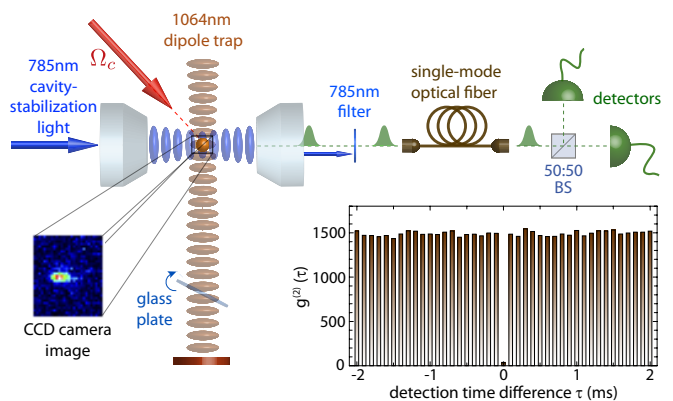 1064nm
dipole trap
Ωc
785nm
cavity-
stabilization
light
785nm
filter
single-mode
optical fiber
detectors
50:50
BS
glass
plate
CCD camera
image
g(2) (τ)
1500
1000
500
0
-2
-1
0
1
2
detection time difference τ (ms)